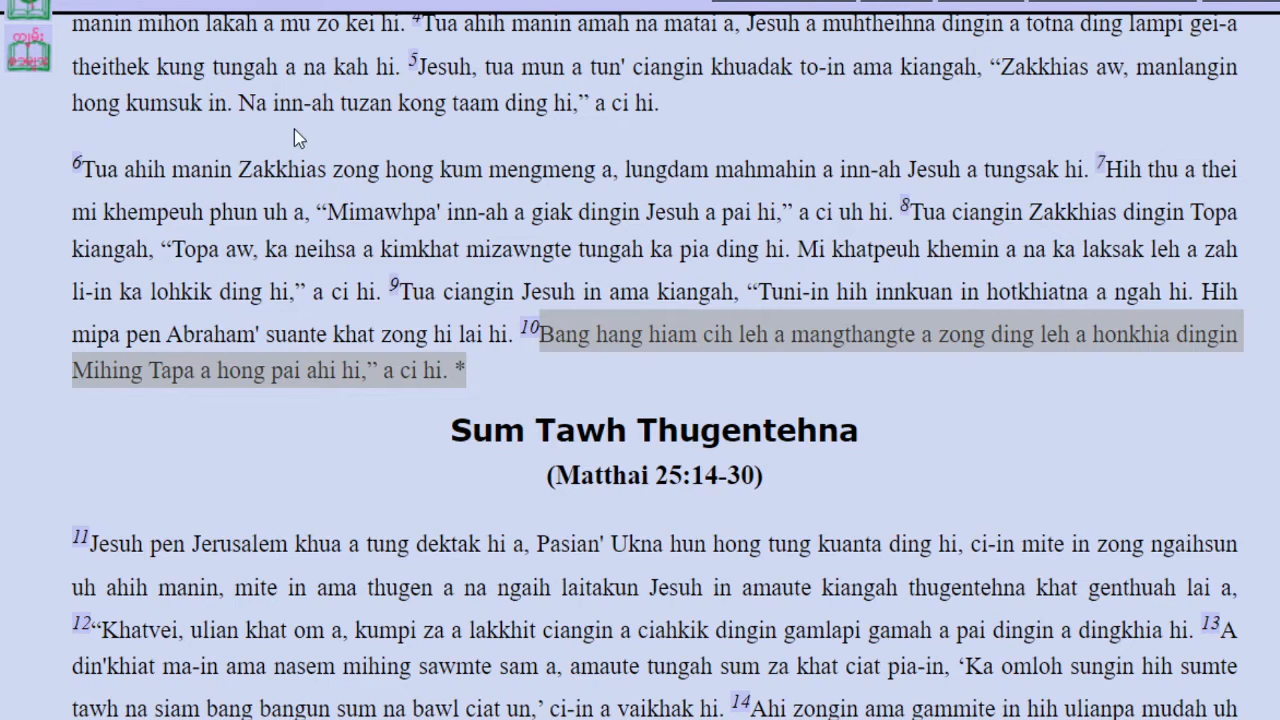 manin mihon lakah a mu zo kei hi. 4Tua ahih manin amah na matai a, Jesuh a muhtheihna dingin a totna ding lampi gei-a
theithek kung tungah a na kah hi. 5Jesuh, tua mun a tun' ciangin khuadak to-in ama kiangah, “Zakkhias aw, manlangin
hong kumsuk in. Na inn-ah tuzan kong taam ding hi,” a ci hi.
6Tua ahih manin Zakkhias zong hong kum mengmeng a, lungdam mahmahin a inn-ah Jesuh a tungsak hi. 7Hih thu a thei
mi khempeuh phun uh a, “Mimawhpa' inn-ah a giak dingin Jesuh a pai hi,” a ci uh hi. 8Tua ciangin Zakkhias dingin Topa
kiangah, “Topa aw, ka neihsa a kimkhat mizawngte tungah ka pia ding hi. Mi khatpeuh khemin a na ka laksak leh a zah
li-in ka lohkik ding hi,” a ci hi. 9Tua ciangin Jesuh in ama kiangah, “Tuni-in hih innkuan in hotkhiatna a ngah hi. Hih
mipa pen Abraham' suante khat zong hi lai hi. 10Bang hang hiam cih leh a mangthangte a zong ding leh a honkhia dingin
Mihing Tapa a hong pai ahi hi,” a ci hi. *
Sum Tawh Thugentehna
(Matthai 25:14-30)
11Jesuh pen Jerusalem khua a tung dektak hi a, Pasian' Ukna hun hong tung kuanta ding hi, ci-in mite in zong ngaihsun
uh ahih manin, mite in ama thugen a na ngaih laitakun Jesuh in amaute kiangah thugentehna khat genthuah lai a,
12“Khatvei, ulian khat om a, kumpi za a lakkhit ciangin a ciahkik dingin gamlapi gamah a pai dingin a dingkhia hi. 13A
din'khiat ma-in ama nasem mihing sawmte sam a, amaute tungah sum za khat ciat pia-in, ‘Ka omloh sungin hih sumte
tawh na siam bang bangun sum na bawl ciat un,’ ci-in a vaikhak hi. 14Ahi zongin ama gammite in hih ulianpa mudah uh